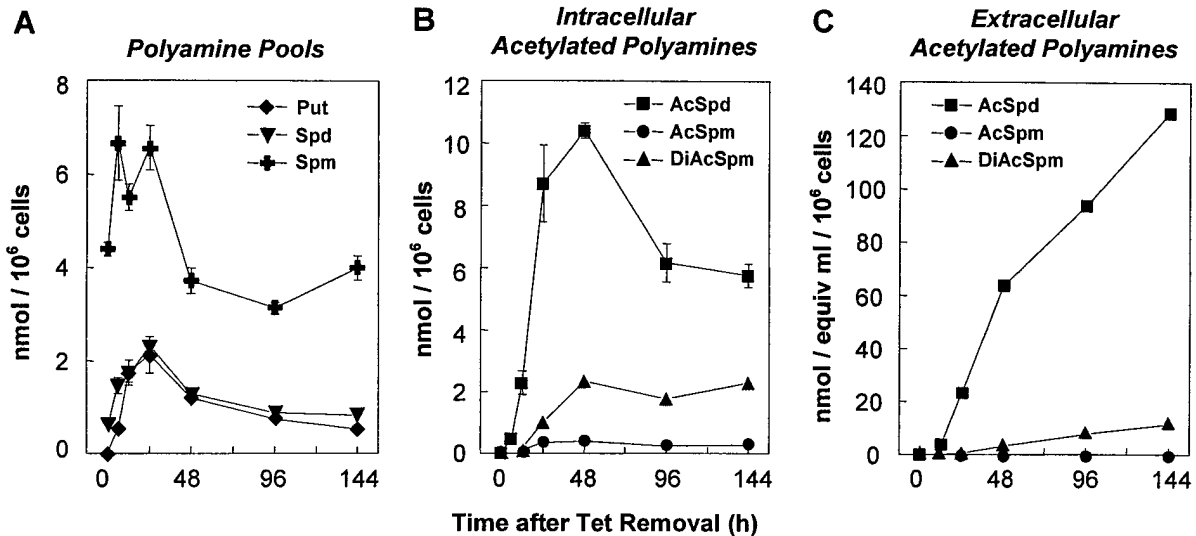 A
Polyamine Pools
8
6
4
2
0
nmol / 10⁶ cells
Put
Spd
Spm
0 48 96 144
B
Intracellular
Acetylated Polyamines
12
10
8
6
4
2
0
nmol / 10⁶ cells
AcSpd
AcSpm
DiAcSpm
0 48 96 144
C
Extracellular
Acetylated Polyamines
140
120
100
80
60
40
20
0
nmol / equiv ml / 10⁶ cells
AcSpd
AcSpm
DiAcSpm
0 48 96 144
Time after Tet Removal (h)